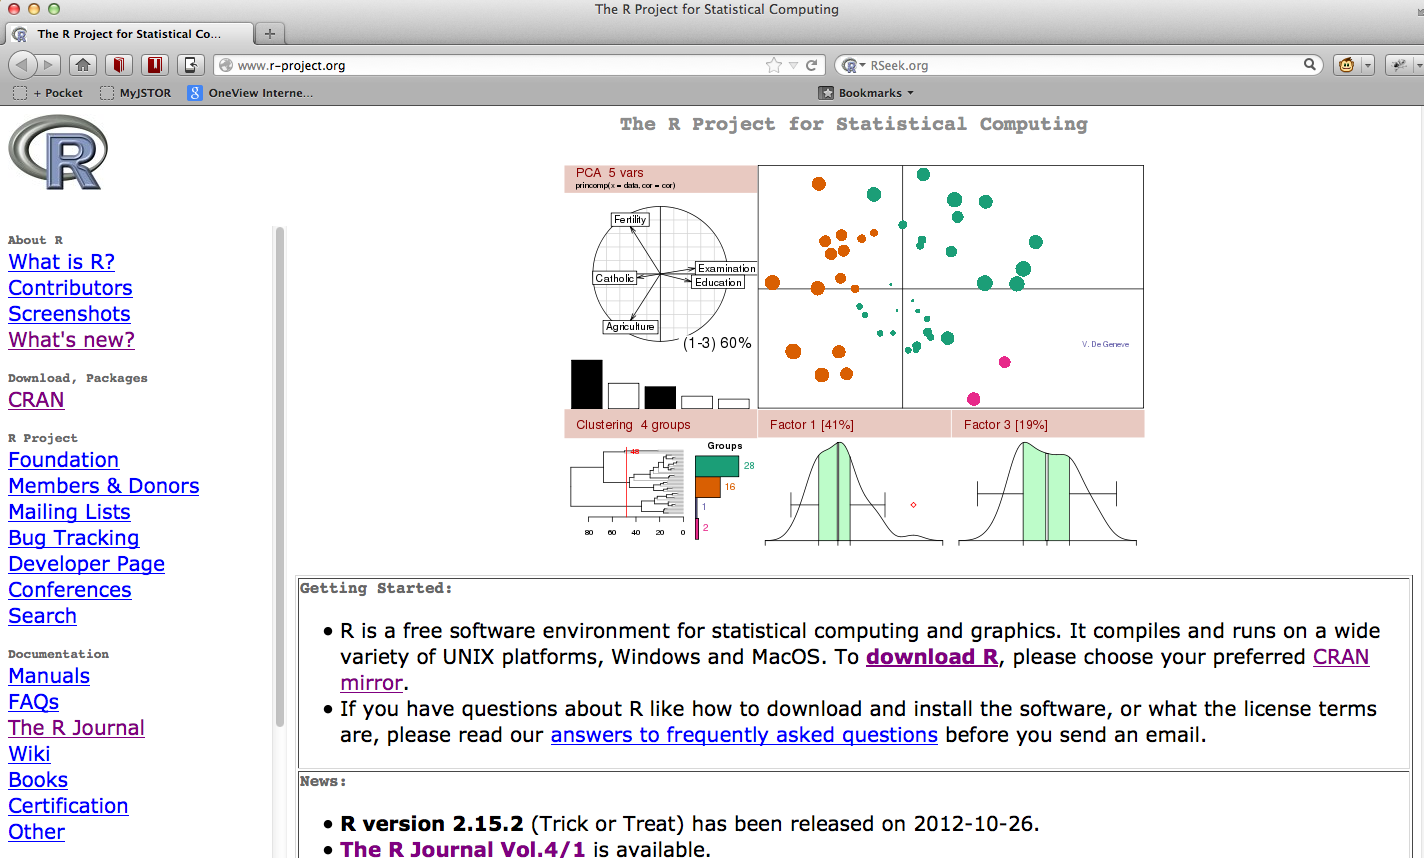 The R Project for Statistical Computing
The R Project for Statistical Co...
www.r-project.org
RSeek.org
+ Pocket
MyJSTOR
OneView Interne...
Bookmarks
R
The R Project for Statistical Computing
PCA 5 vars
princomp(x = data, cor = cor)
Fertility
Catholic
Examination
Education
Agriculture
(1-3) 60%
V. De Geneve
Clustering 4 groups
Factor 1 [41%]
Factor 3 [19%]
48
Groups
28
16
1
2
80 60 40 20 0
About R
What is R?
Contributors
Screenshots
What's new?
Download, Packages
CRAN
R Project
Foundation
Members & Donors
Mailing Lists
Bug Tracking
Developer Page
Conferences
Search
Documentation
Manuals
FAQs
The R Journal
Wiki
Books
Certification
Other
Getting Started:
R is a free software environment for statistical computing and graphics. It compiles and runs on a wide
variety of UNIX platforms, Windows and MacOS. To download R, please choose your preferred CRAN
mirror.
If you have questions about R like how to download and install the software, or what the license terms
are, please read our answers to frequently asked questions before you send an email.
News:
R version 2.15.2 (Trick or Treat) has been released on 2012-10-26.
The R Journal Vol.4/1 is available.